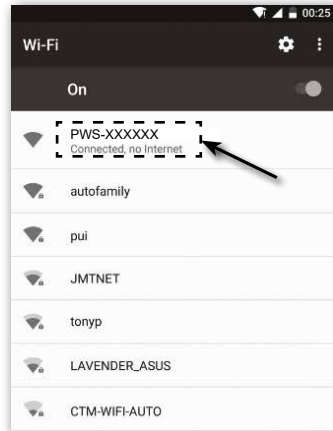 00:25
Wi-Fi
On
PWS-XXXXXX
Connected, no Internet
autofamily
pui
JMTNET
tonyp
LAVENDER_ASUS
CTM-WIFI-AUTO